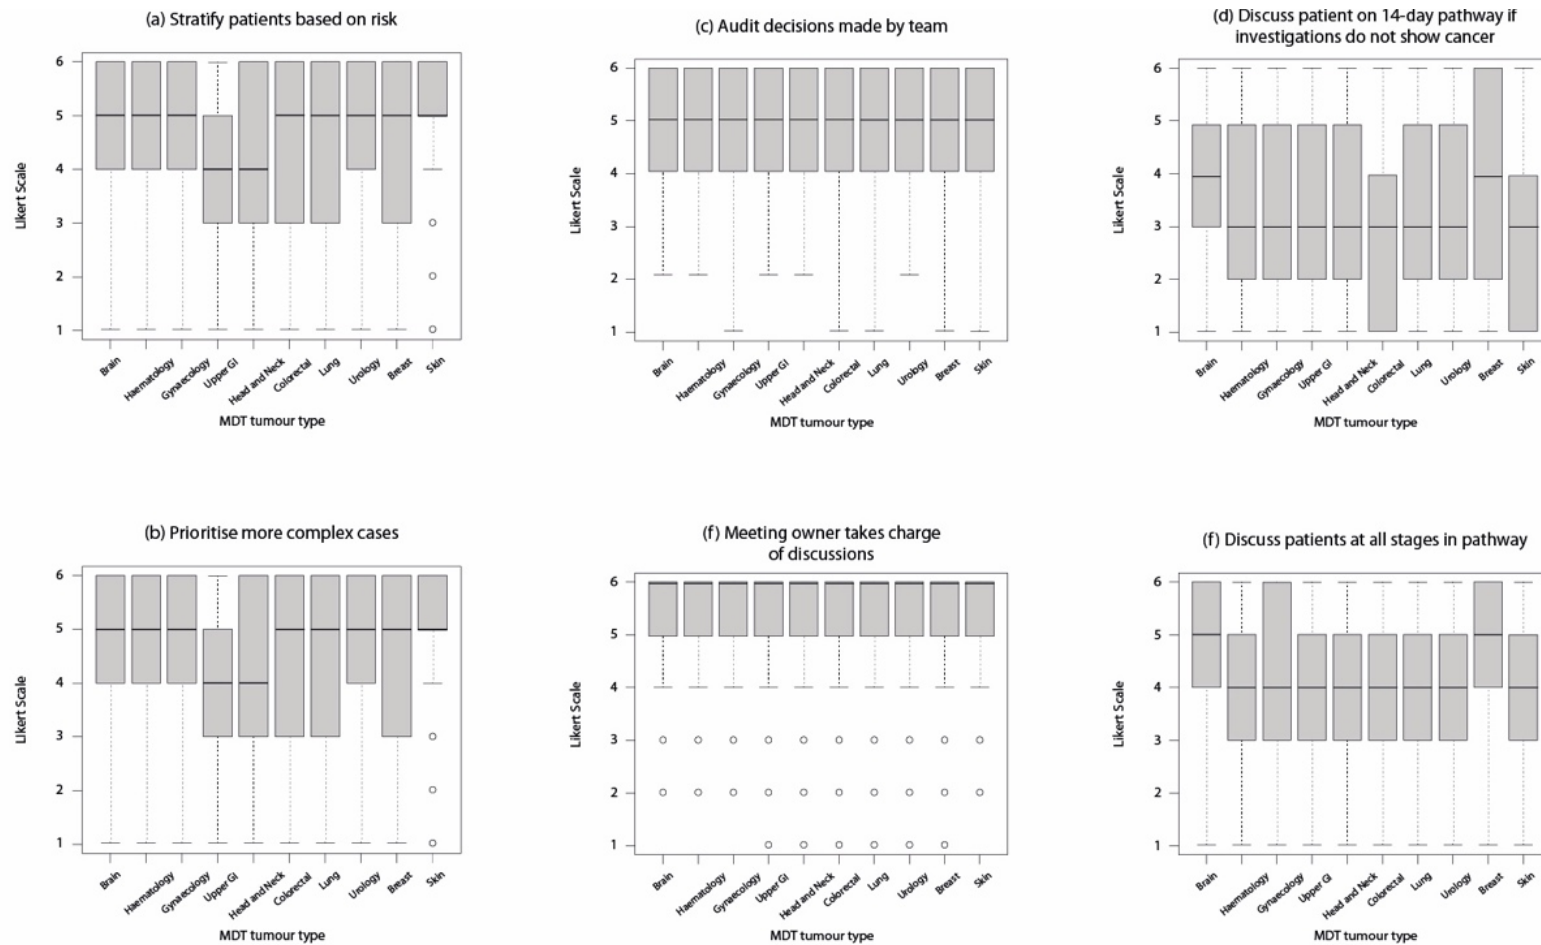 (a) Stratify patients based on risk
Likert Scale
6
5
4
3
2
1
Brain
Haematology
Gynaecology
Upper GI
Head and Neck
Colorectal
Lung
Urology
Breast
Skin
MDT tumour type
(c) Audit decisions made by team
Likert Scale
6
5
4
3
2
1
Brain
Haematology
Gynaecology
Upper GI
Head and Neck
Colorectal
Lung
Urology
Breast
Skin
MDT tumour type
(d) Discuss patient on 14-day pathway if
investigations do not show cancer
Likert Scale
6
5
4
3
2
1
Brain
Haematology
Gynaecology
Upper GI
Head and Neck
Colorectal
Lung
Urology
Breast
Skin
MDT tumour type
(b) Prioritise more complex cases
Likert Scale
6
5
4
3
2
1
Brain
Haematology
Gynaecology
Upper GI
Head and Neck
Colorectal
Lung
Urology
Breast
Skin
MDT tumour type
(f) Meeting owner takes charge
of discussions
Likert Scale
6
5
4
3
2
1
Brain
Haematology
Gynaecology
Upper GI
Head and Neck
Colorectal
Lung
Urology
Breast
Skin
MDT tumour type
(f) Discuss patients at all stages in pathway
Likert Scale
6
5
4
3
2
1
Brain
Haematology
Gynaecology
Upper GI
Head and Neck
Colorectal
Lung
Urology
Breast
Skin
MDT tumour type